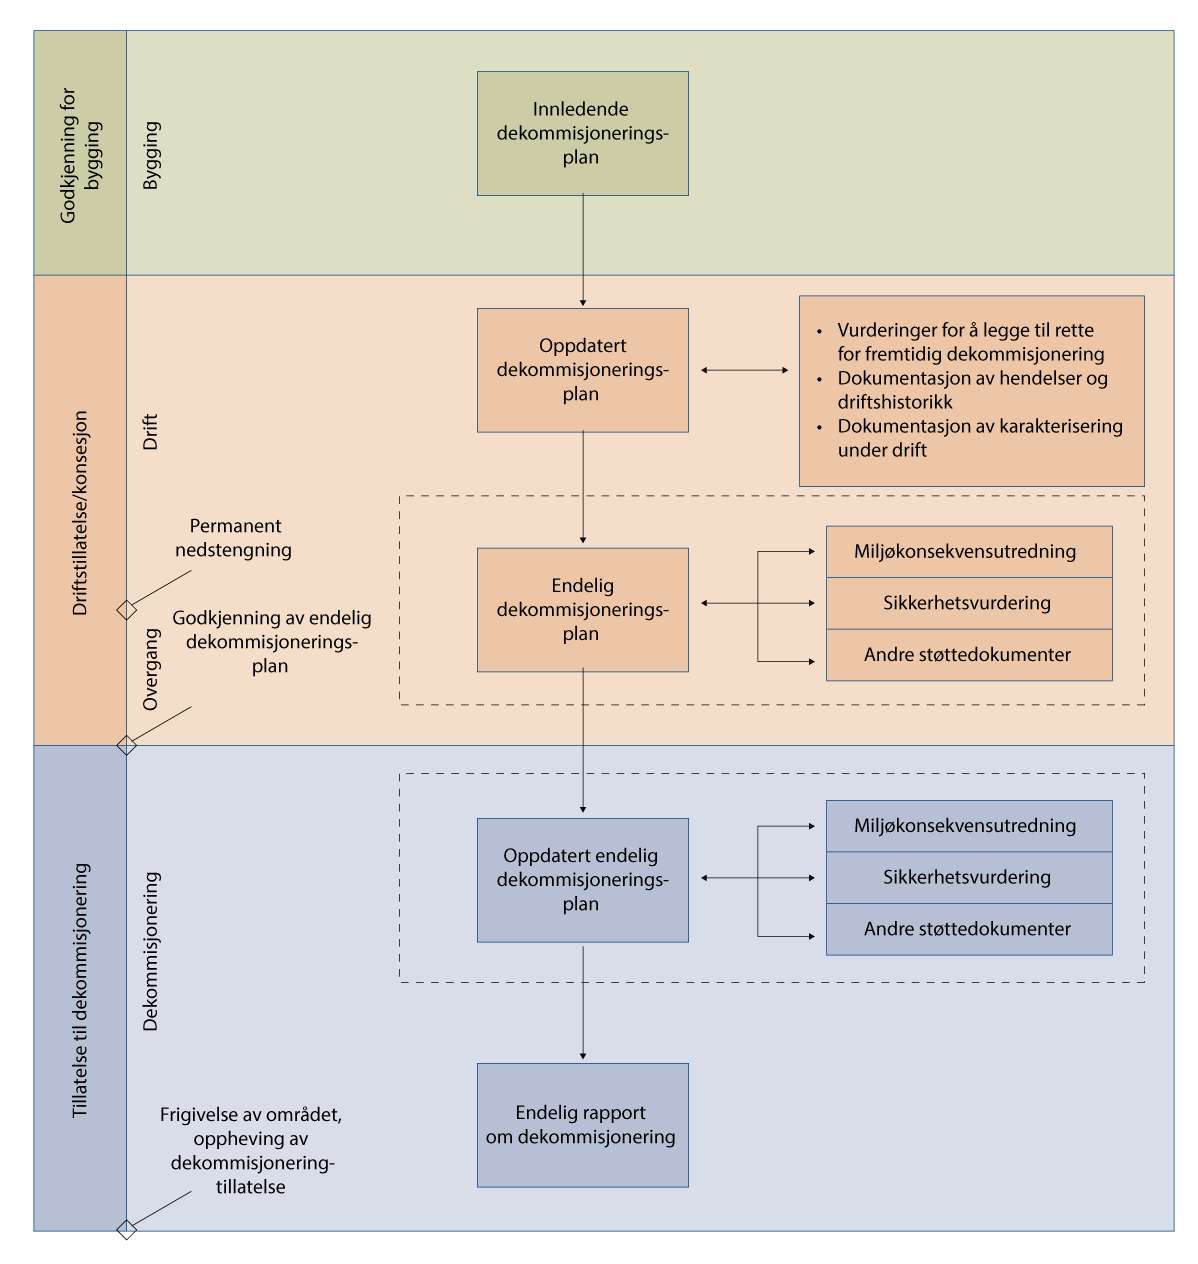 Godkjenning for
bygging
Bygging
Innledende
dekommisjonerings-
plan
Driftstillatelse/konsesjon
Drift
Oppdatert
dekommisjonerings-
plan
• Vurderinger for å legge til rette
for fremtidig dekommisjonering
• Dokumentasjon av hendelser og
driftshistorikk
• Dokumentasjon av karakterisering
under drift
Permanent
nedstengning
Overgang
Godkjenning av endelig
dekommisjonerings-
plan
Endelig
dekommisjonerings-
plan
Miljøkonsekvensutredning
Sikkerhetsvurdering
Andre støttedokumenter
Tillatelse til dekommisjonering
Dekommisjonering
Oppdatert endelig
dekommisjonerings-
plan
Miljøkonsekvensutredning
Sikkerhetsvurdering
Andre støttedokumenter
Frigivelse av området,
oppheving av
dekommisjonering-
tillatelse
Endelig rapport
om dekommisjonering